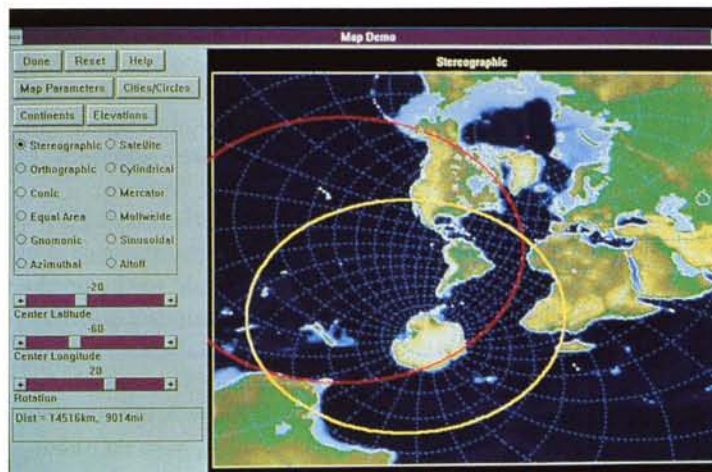 Map Demo
Done Reset Help
Map Parameters Cities/Circles
Continents Elevations
Stereographic Satellite
Orthographic Cylindrical
Conic Mercator
Equal Area Mollweide
Gnomonic Sinusoidal
Azimuthal Aitoff
-20
Center Latitude
-60
Center Longitude
20
Rotation
Dist = 14516km, 9014mi
Stereographic